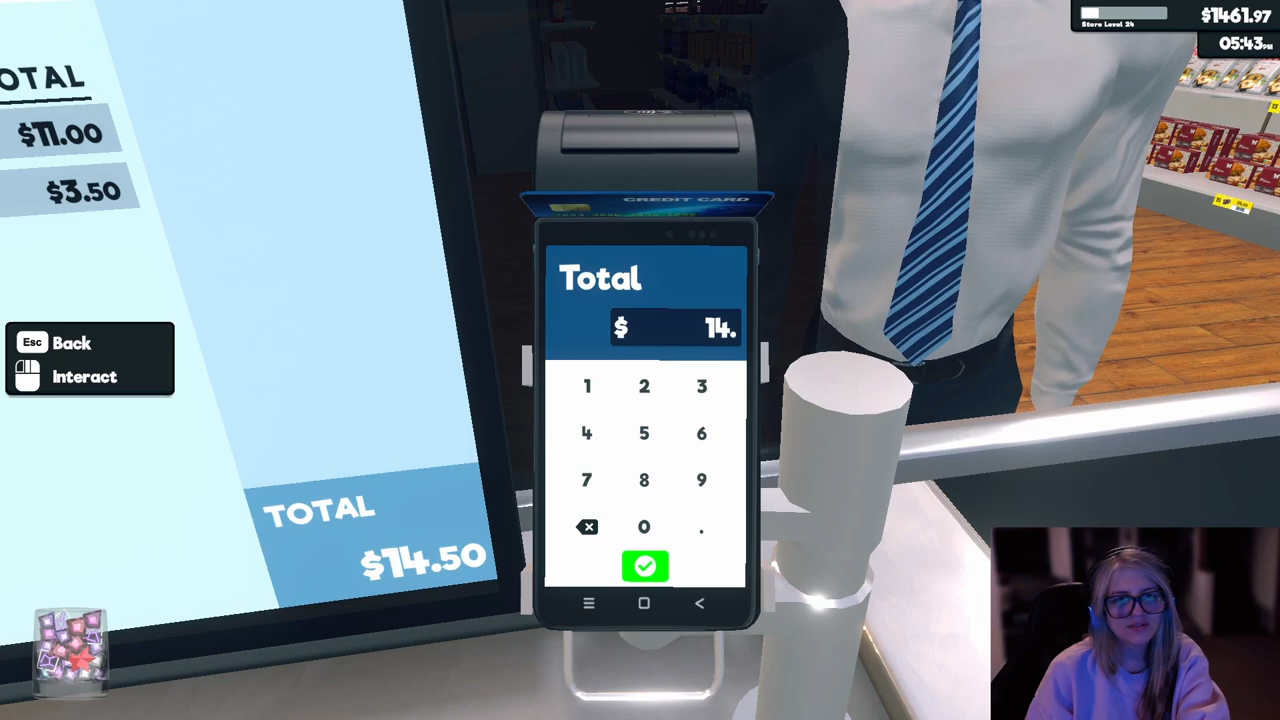 $1461.97
Store Level 24
05:43PM
OTAL
$11.00
$3.50
CREDIT CARD
Total
$ 14.
Esc Back
Interact
1 2 3
4 5 6
7 8 9
0 .
TOTAL
$14.50